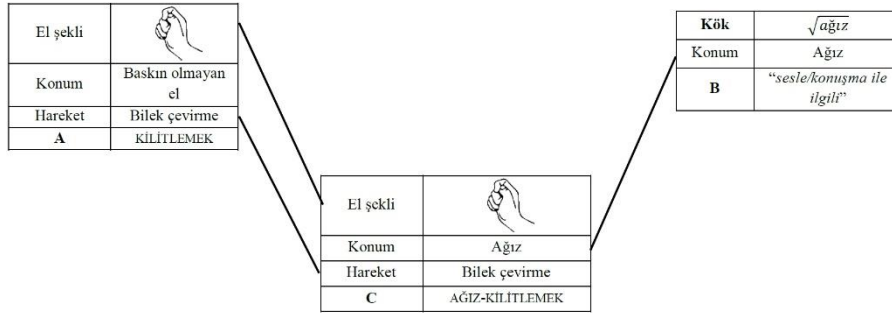 El şekli
Konum Baskın olmayan
el
Hareket Bilek çevirme
A KİLİTLEMEK
Kök √ağız
Konum Ağız
B “sesle/konuşma ile
ilgili”
El şekli
Konum Ağız
Hareket Bilek çevirme
C AĞIZ-KİLİTLEMEK